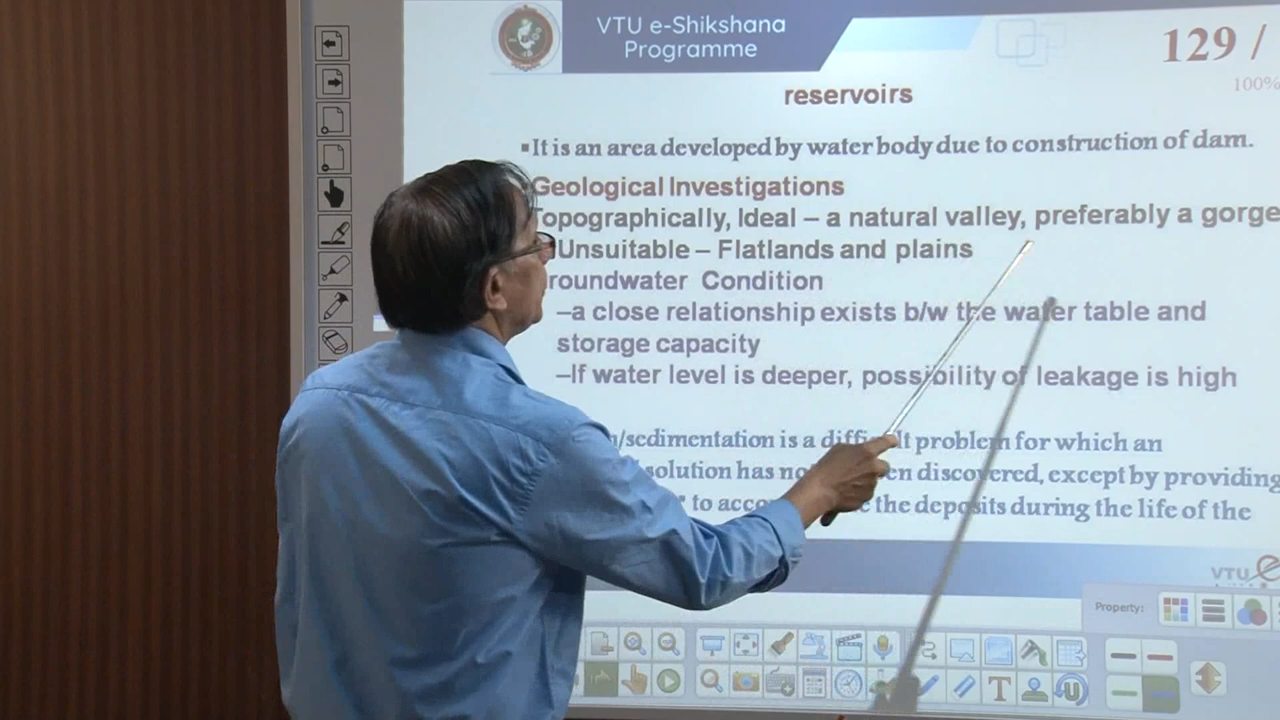 VTU e-Shikshana
Programme
129 /
100%
reservoirs
▪It is an area developed by water body due to construction of dam.
Geological Investigations
Topographically, Ideal – a natural valley, preferably a gorge
Unsuitable – Flatlands and plains
roundwater Condition
–a close relationship exists b/w the water table and
storage capacity
–If water level is deeper, possibility of leakage is high
/sedimentation is a difficult problem for which an
solution has no en discovered, except by providing
to acco e the deposits during the life of the
VTU e
Property:
T